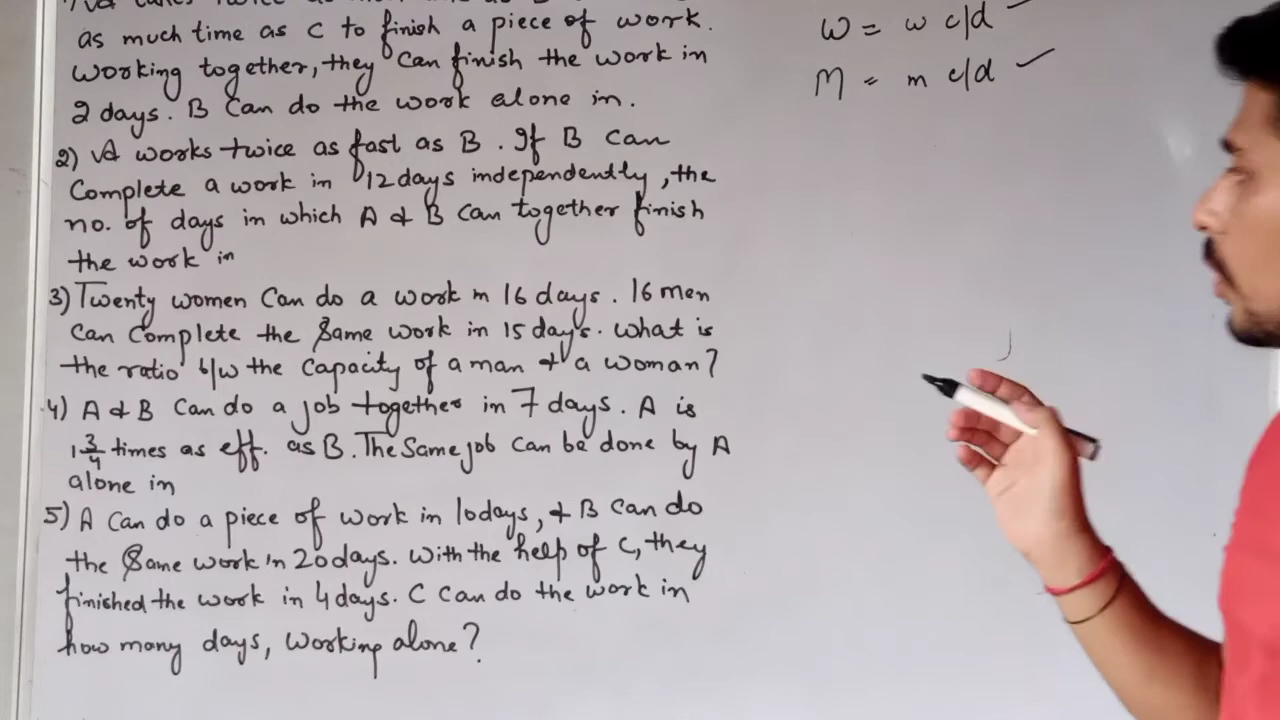 as much time as C to finish a piece of work.
working together, they can finish the work in
2 days. B Can do the work alone in.
2) A works twice as fast as B. If B can
Complete a work in 12 days independently, the
no. of days in which A & B can together finish
the work in
3) Twenty women Can do a work in 16 days. 16 men
Can Complete the Same work in 15 days. What is
the ratio b/w the capacity of a man & a woman?
4) A & B Can do a job together in 7 days. A is
1 3/4 times as eff. as B. The Same job can be done by A
alone in
5) A Can do a piece of work in 10 days, & B Can do
the Same work in 20 days. With the help of C, they
finished the work in 4 days. C can do the work in
how many days, working alone?
W = w c/d
M = m c/d